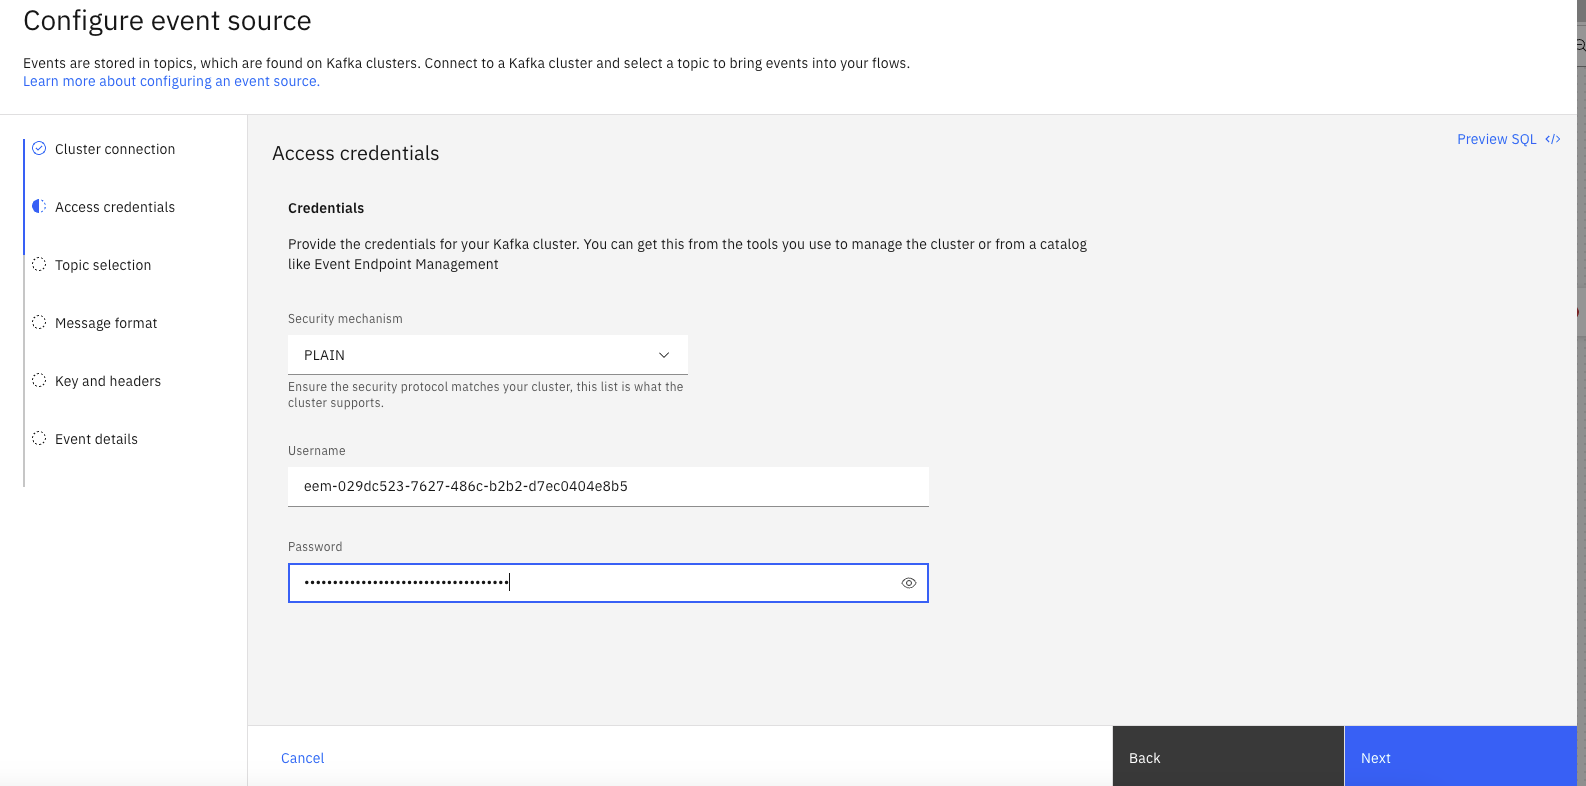 Configure event source
Events are stored in topics, which are found on Kafka clusters. Connect to a Kafka cluster and select a topic to bring events into your flows.
Learn more about configuring an event source.
Cluster connection
Access credentials
Topic selection
Message format
Key and headers
Event details
Preview SQL </>
Access credentials
Credentials
Provide the credentials for your Kafka cluster. You can get this from the tools you use to manage the cluster or from a catalog
like Event Endpoint Management
Security mechanism
PLAIN
Ensure the security protocol matches your cluster, this list is what the
cluster supports.
Username
eem-029dc523-7627-486c-b2b2-d7ec0404e8b5
Password
••••••••••••••••••••••••••••••••••••
Cancel
Back
Next